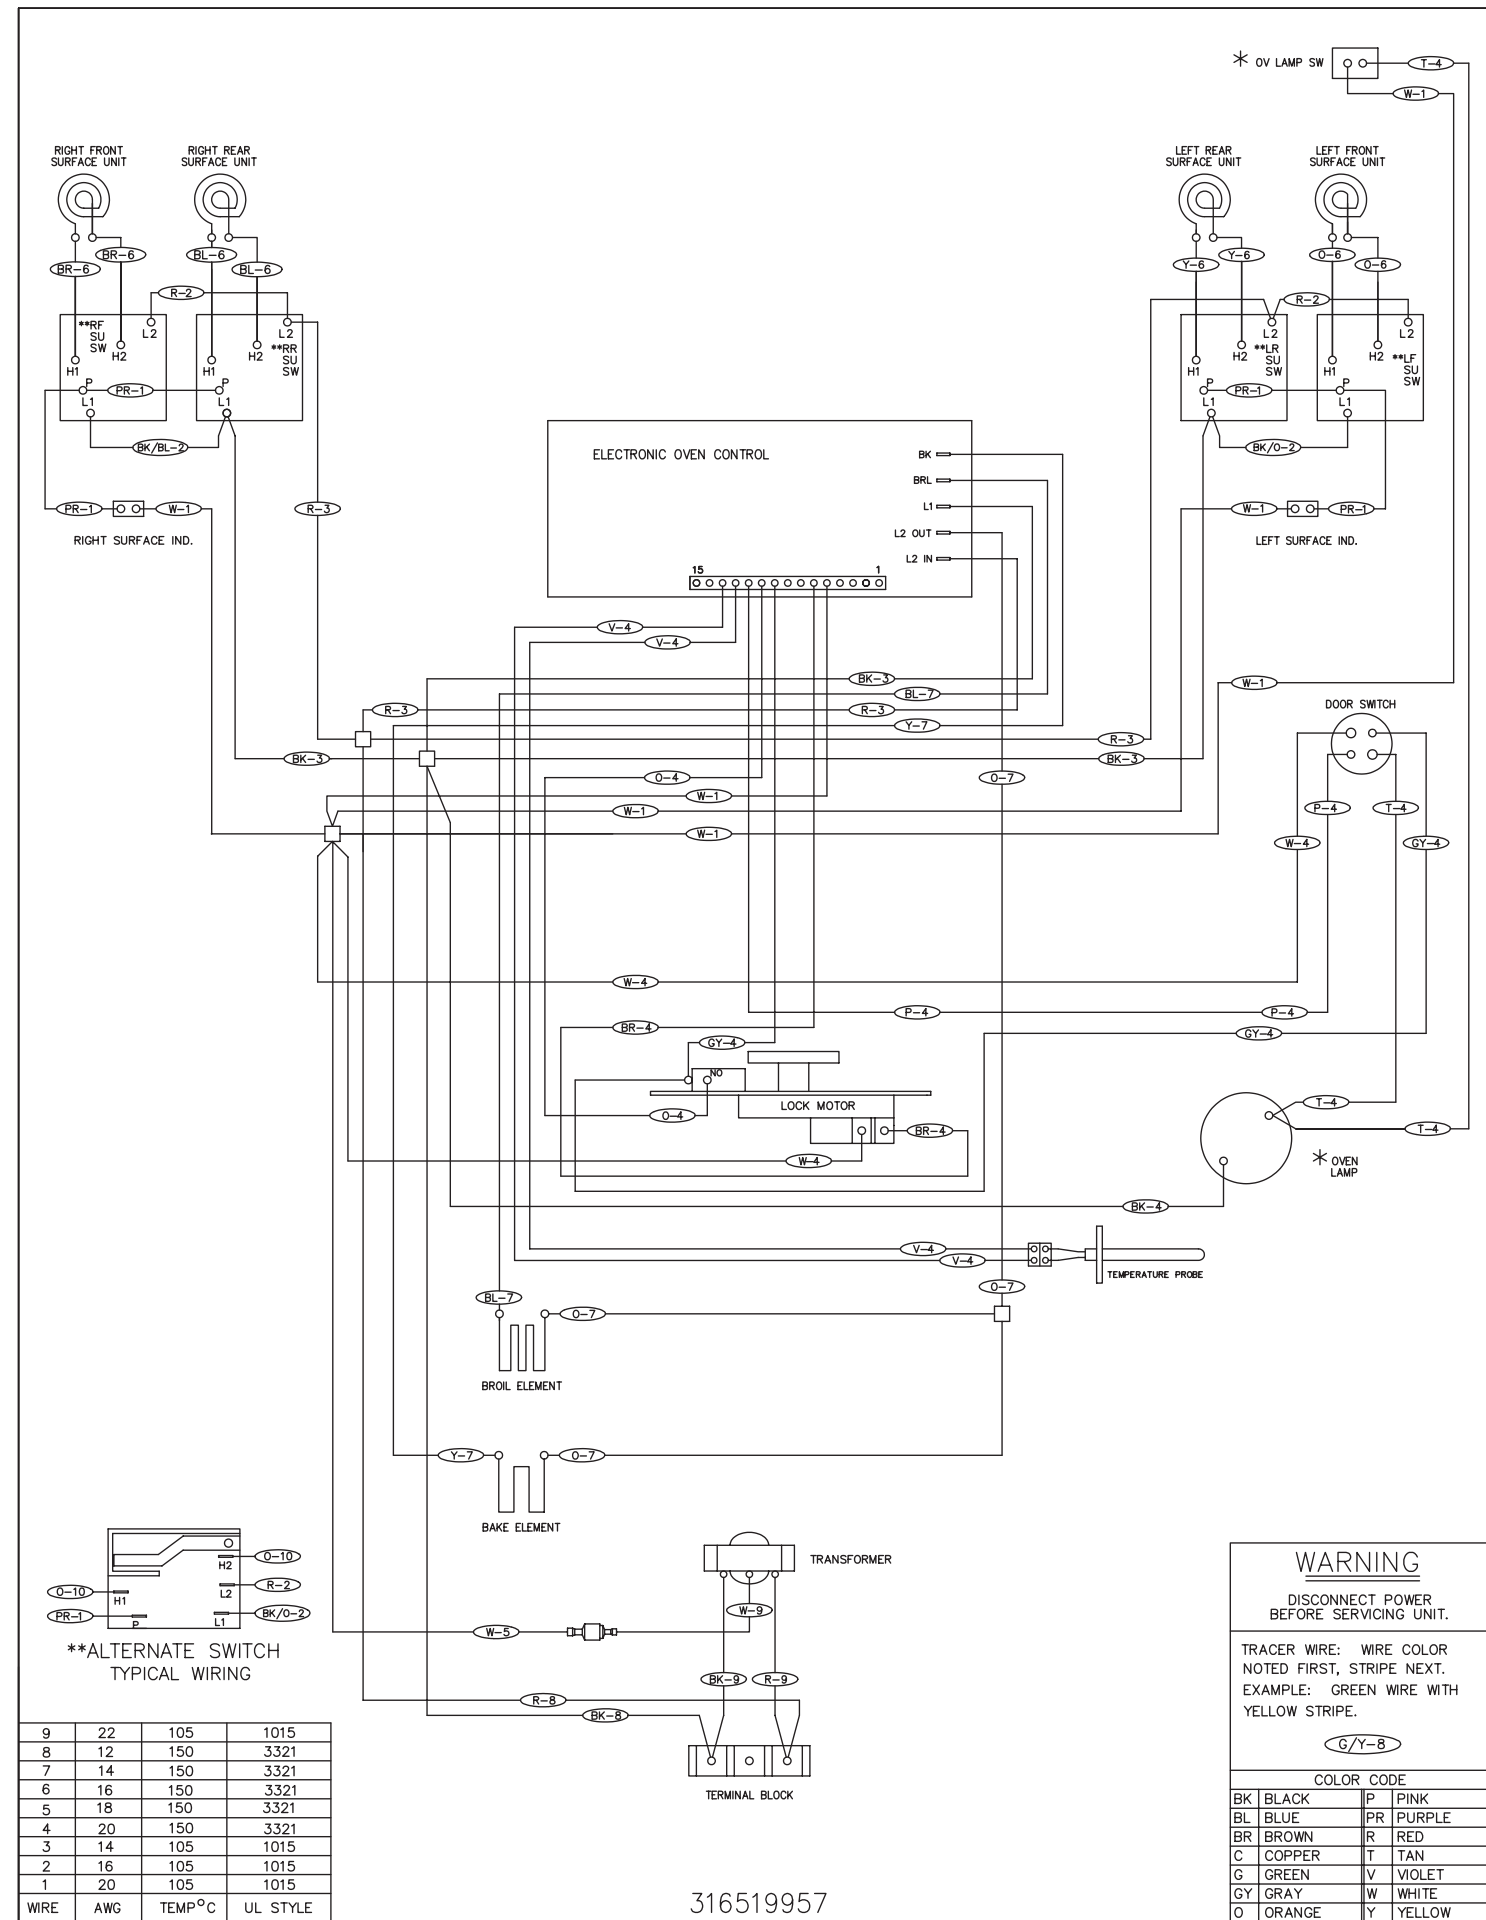 OV LAMP SW
T-4
W-1
RIGHT FRONT
SURFACE UNIT
RIGHT REAR
SURFACE UNIT
LEFT REAR
SURFACE UNIT
LEFT FRONT
SURFACE UNIT
BR-6
BR-6
BL-6
BL-6
Y-6
Y-6
O-6
O-6
R-2
R-2
**RF
SU
SW
L2
H1
H2
P
L1
PR-1
L2
**RR
SU
SW
H1
H2
P
L1
L2
**LR
SU
SW
H1
H2
P
L1
PR-1
L2
**LF
SU
SW
H1
H2
P
L1
BK/BL-2
BK/O-2
PR-1
W-1
R-3
RIGHT SURFACE IND.
W-1
PR-1
LEFT SURFACE IND.
ELECTRONIC OVEN CONTROL
BK
BRL
L1
L2 OUT
L2 IN
15
1
V-4
V-4
BK-3
BL-7
W-1
R-3
R-3
Y-7
DOOR SWITCH
R-3
BK-3
BK-3
O-4
O-7
W-1
W-1
P-4
T-4
W-1
W-4
GY-4
W-4
P-4
P-4
BR-4
GY-4
GY-4
NO
LOCK MOTOR
O-4
BR-4
W-4
T-4
T-4
OVEN
LAMP
BK-4
V-4
V-4
TEMPERATURE PROBE
O-7
BL-7
O-7
BROIL ELEMENT
Y-7
O-7
BAKE ELEMENT
TRANSFORMER
W-9
W-5
BK-9
R-9
R-8
BK-8
TERMINAL BLOCK
O-10
H2
O-10
H1
L2
R-2
PR-1
P
L1
BK/O-2
**ALTERNATE SWITCH
TYPICAL WIRING
9 22 105 1015
8 12 150 3321
7 14 150 3321
6 16 150 3321
5 18 150 3321
4 20 150 3321
3 14 105 1015
2 16 105 1015
1 20 105 1015
WIRE AWG TEMP°C UL STYLE
316519957
WARNING
DISCONNECT POWER
BEFORE SERVICING UNIT.
TRACER WIRE: WIRE COLOR
NOTED FIRST, STRIPE NEXT.
EXAMPLE: GREEN WIRE WITH
YELLOW STRIPE.
G/Y-8
COLOR CODE
BK BLACK P PINK
BL BLUE PR PURPLE
BR BROWN R RED
C COPPER T TAN
G GREEN V VIOLET
GY GRAY W WHITE
O ORANGE Y YELLOW